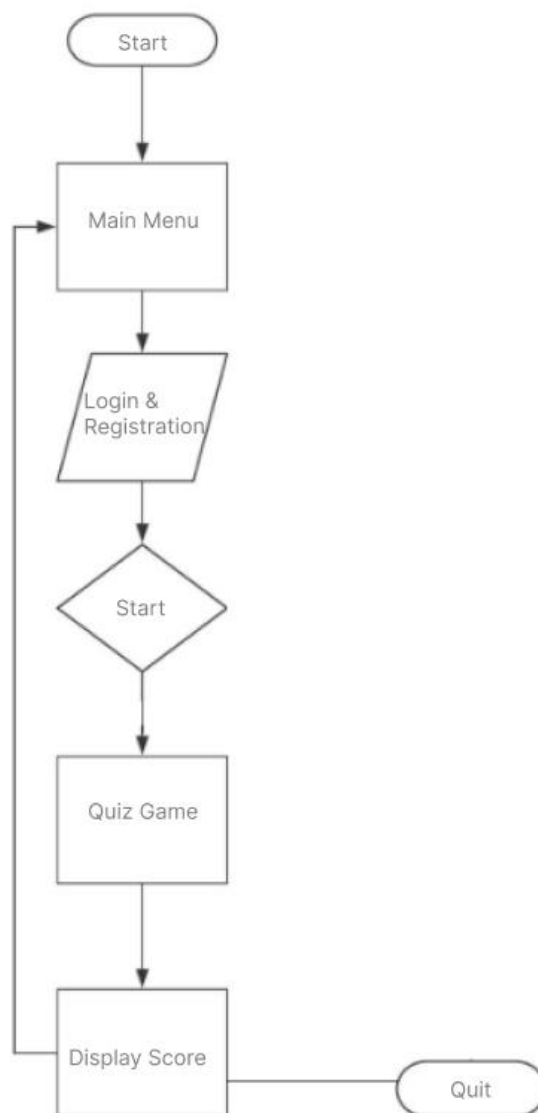 Start
Main Menu
Login &
Registration
Start
Quiz Game
Display Score
Quit